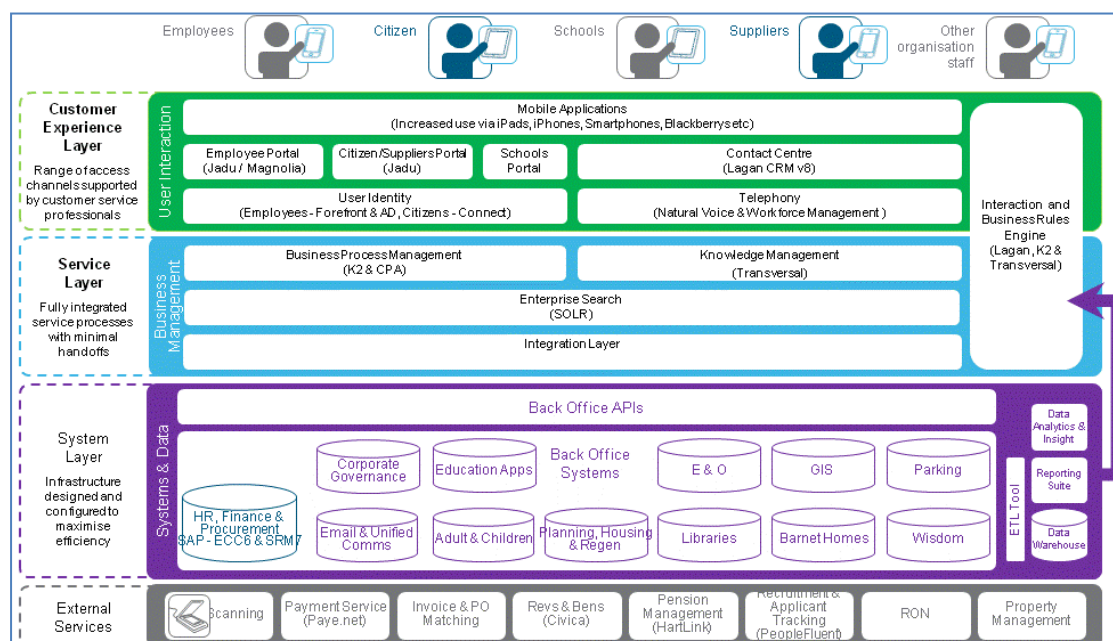 Employees
Citizen
Schools
Suppliers
Other
organisation
staff
Customer
Experience
Layer
Range of access
channels supported
by customer service
professionals
User Interaction
Mobile Applications
(Increased use via iPads, iPhones, Smartphones, Blackberrys etc)
Employee Portal
(Jadu / Magnolia)
Citizen/Suppliers Portal
(Jadu)
Schools
Portal
Contact Centre
(Lagan CRM v8)
User Identity
(Employees - Forefront & AD, Citizens - Connect)
Telephony
(Natural Voice & Workforce Management )
Interaction and
Business Rules
Engine
(Lagan, K2 &
Transversal)
Service
Layer
Fully integrated
service processes
with minimal
handoffs
Business
Management
Business Process Management
(K2 & CPA)
Knowledge Management
(Transversal)
Enterprise Search
(SOLR)
Integration Layer
System
Layer
Infrastructure
designed and
configured to
maximise
efficiency
Systems & Data
Back Office APIs
Back Office
Systems
Corporate
Governance
Education Apps
E & O
GIS
Parking
HR, Finance &
Procurement
SAP - ECC6 & SRM7
Email & Unified
Comms
Adult & Children
Planning, Housing
& Regen
Libraries
Barnet Homes
Wisdom
ETL Tool
Data
Analytics &
Insight
Reporting
Suite
Data
Warehouse
External
Services
Scanning
Payment Service
(Paye.net)
Invoice & PO
Matching
Revs & Bens
(Civica)
Pension
Management
(HartLink)
Recruitment &
Applicant
Tracking
(PeopleFluent)
RON
Property
Management